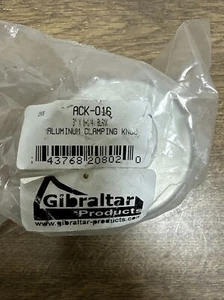 ACK-016
ALUMINUM CLAMPING KNOB
43768 20802 0
Gibraltar
Products
www.gibraltar-products.com